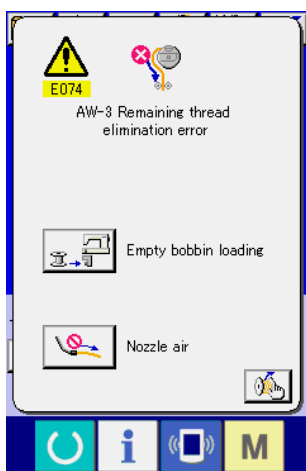 E074
AW-3 Remaining thread
elimination error
Empty bobbin loading
Nozzle air
i
M